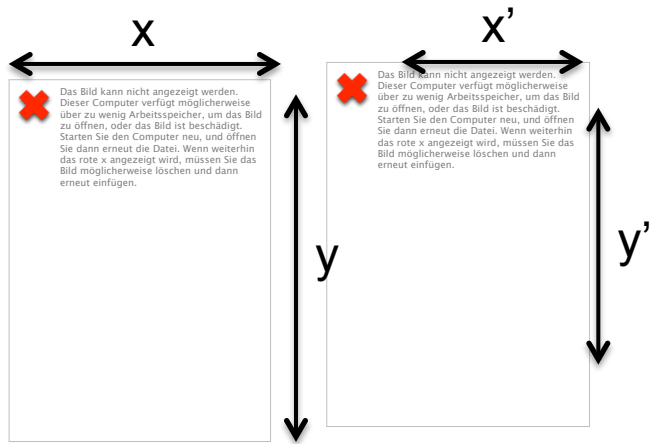 x
x’
Das Bild kann nicht angezeigt werden.
Dieser Computer verfügt möglicherweise
über zu wenig Arbeitsspeicher, um das Bild
zu öffnen, oder das Bild ist beschädigt.
Starten Sie den Computer neu, und öffnen
Sie dann erneut die Datei. Wenn weiterhin
das rote x angezeigt wird, müssen Sie das
Bild möglicherweise löschen und dann
erneut einfügen.
y
Das Bild kann nicht angezeigt werden.
Dieser Computer verfügt möglicherweise
über zu wenig Arbeitsspeicher, um das Bild
zu öffnen, oder das Bild ist beschädigt.
Starten Sie den Computer neu, und öffnen
Sie dann erneut die Datei. Wenn weiterhin
das rote x angezeigt wird, müssen Sie das
Bild möglicherweise löschen und dann
erneut einfügen.
y’